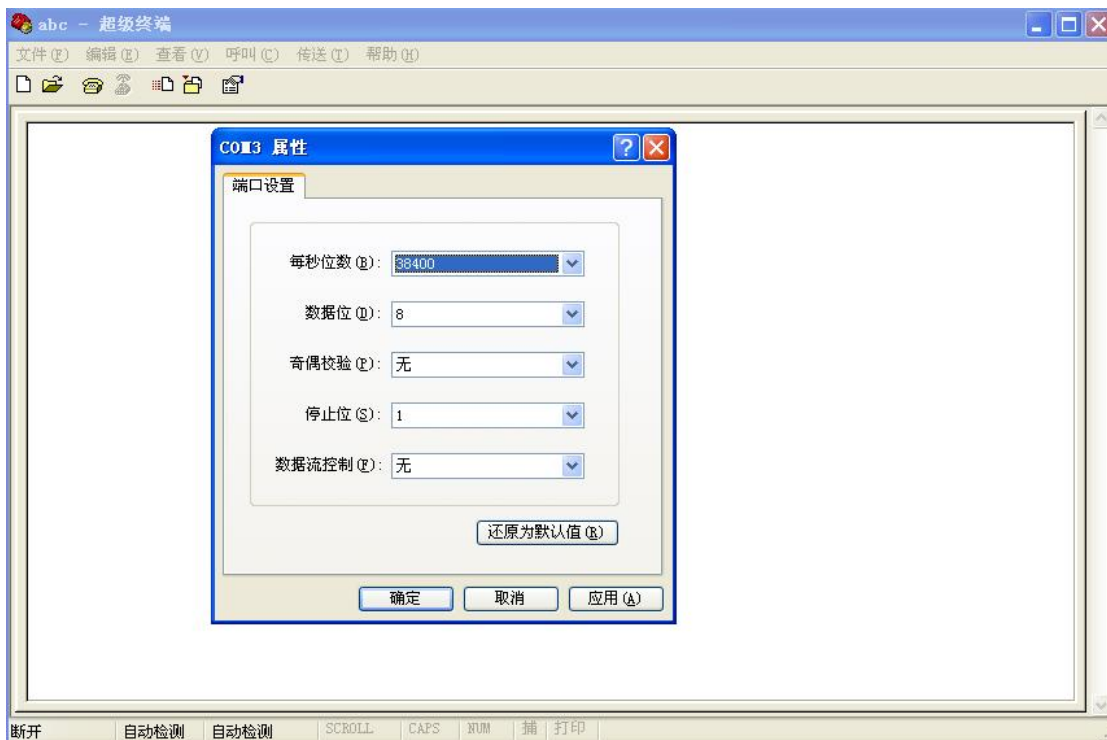 abc - 超级终端
文件(F) 编辑(E) 查看(V) 呼叫(C) 传送(T) 帮助(H)
COM3 属性
端口设置
每秒位数(B): 38400
数据位(D): 8
奇偶校验(P): 无
停止位(S): 1
数据流控制(F): 无
还原为默认值(R)
确定 取消 应用(A)
断开 自动检测 自动检测 SCROLL CAPS NUM 捕 打印